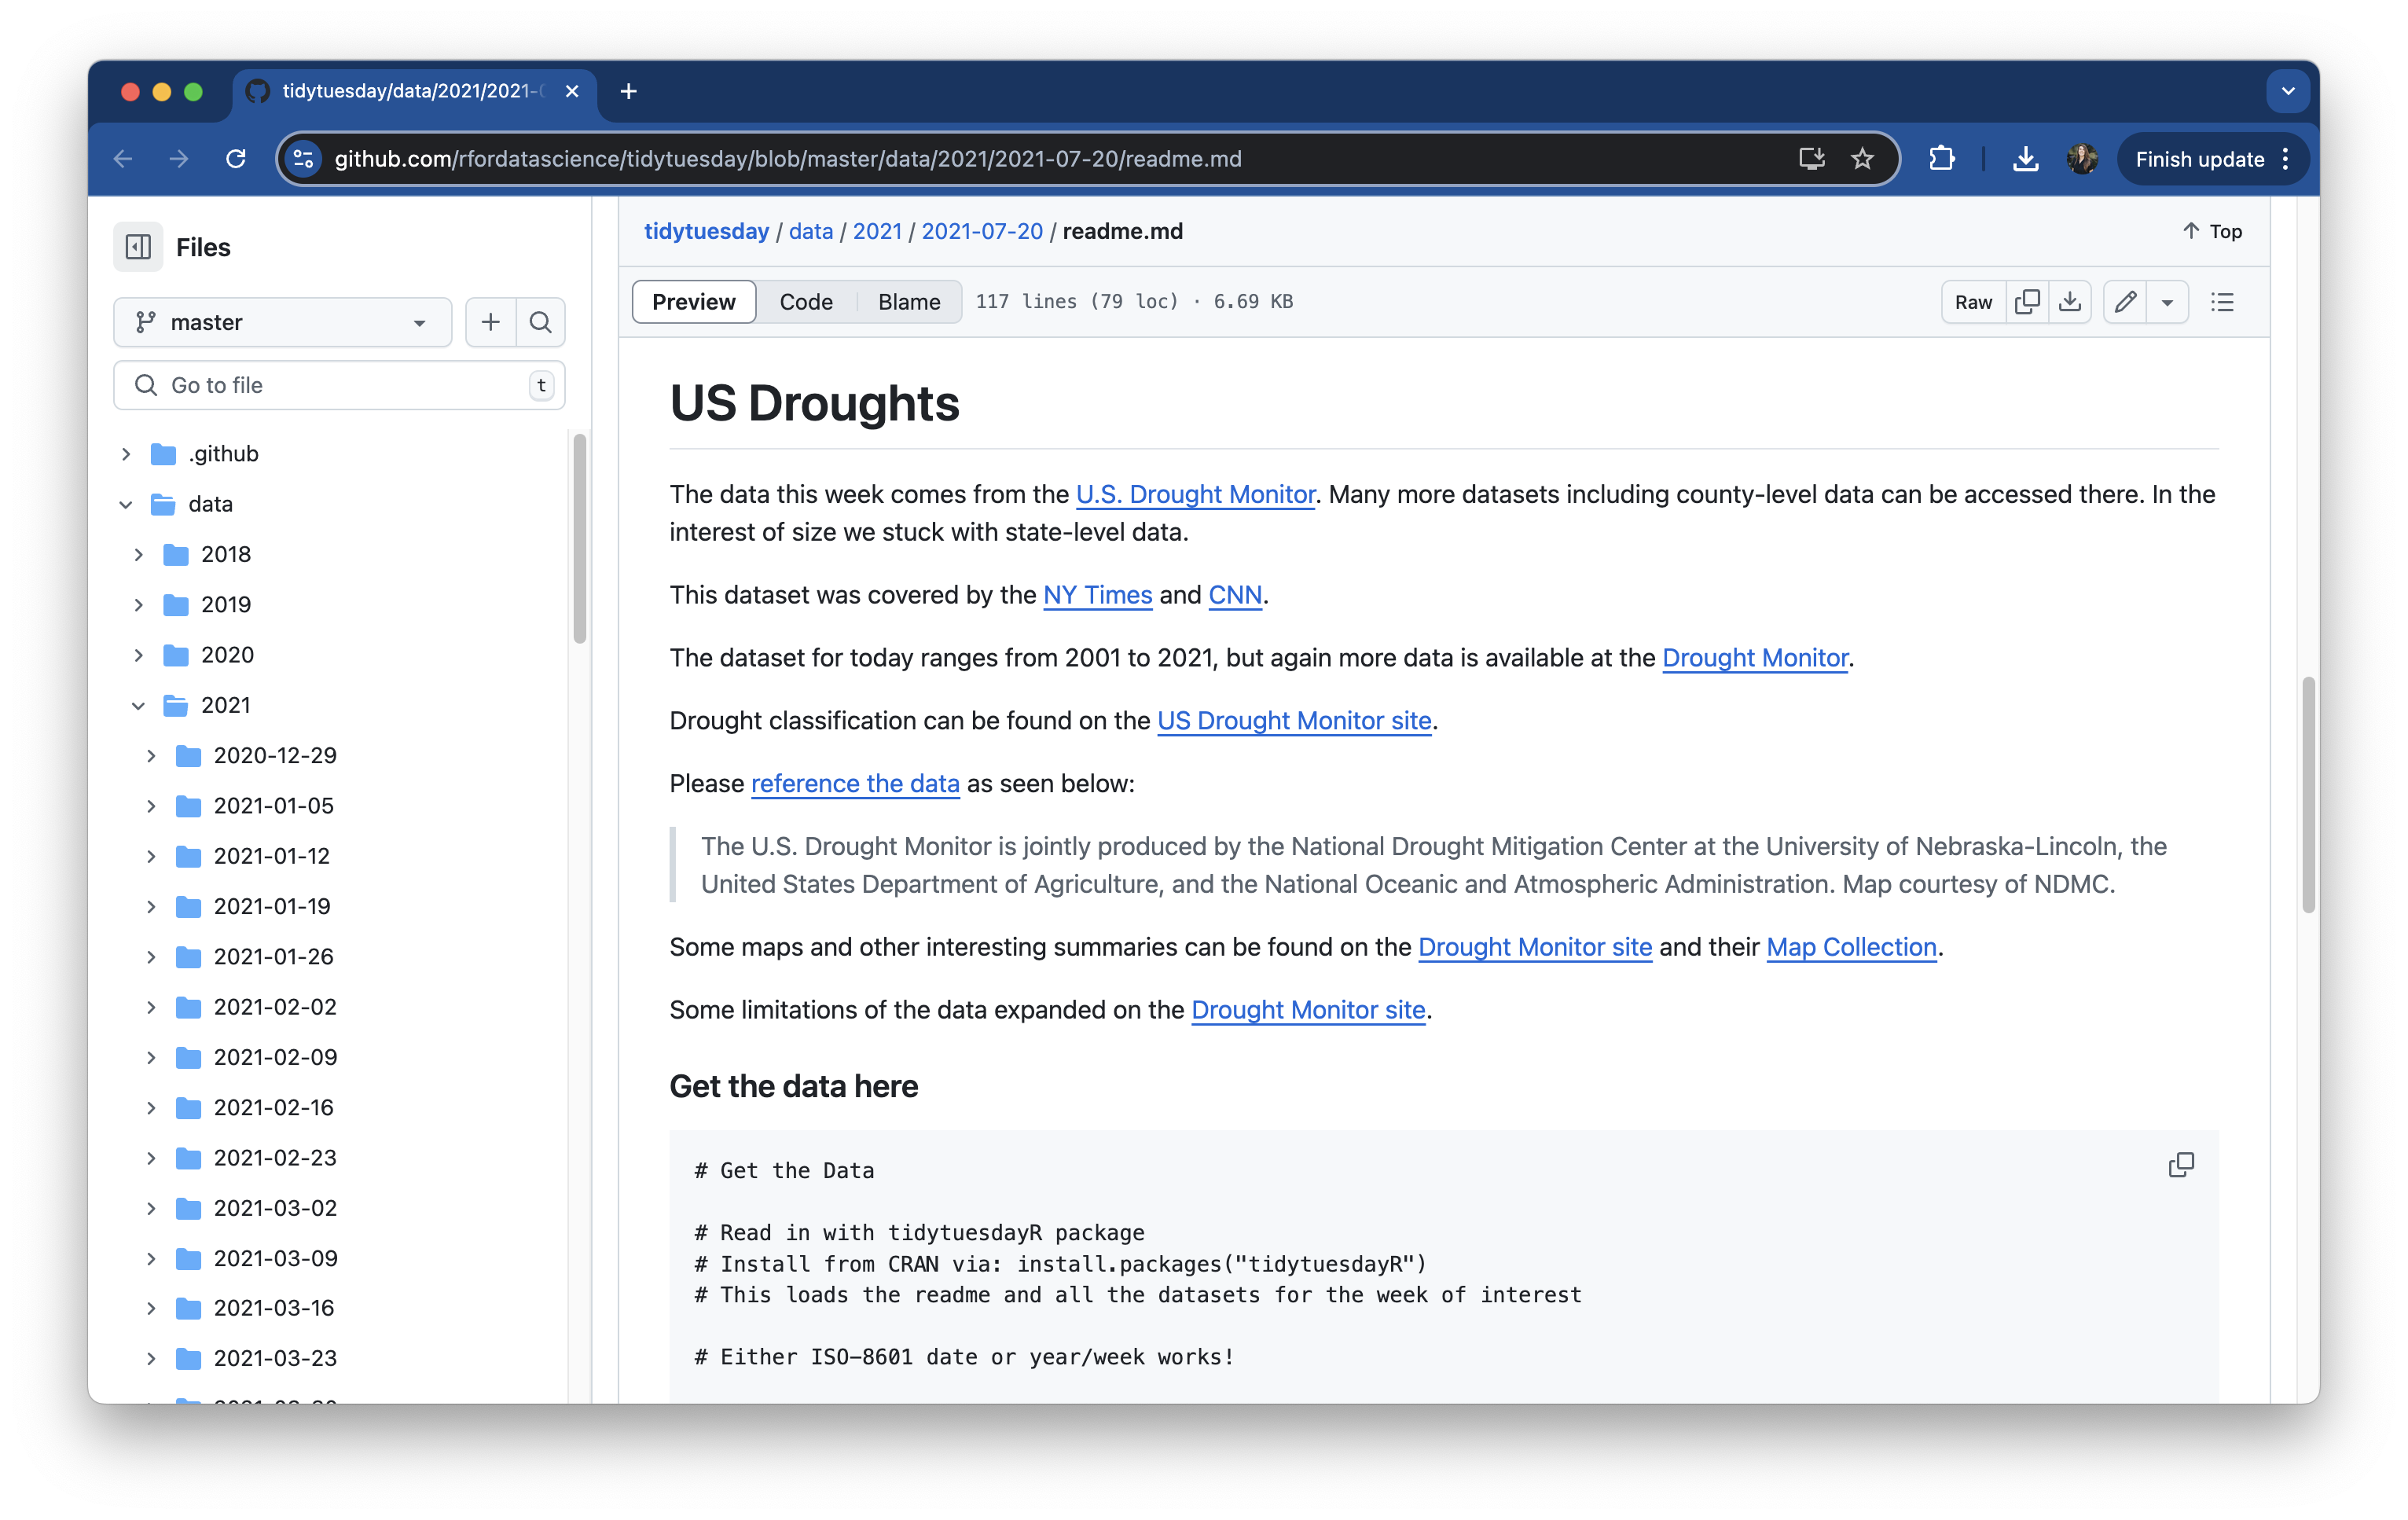 tidytuesday/data/2021/2021-
Finish update
github.com/rfordatascience/tidytuesday/blob/master/data/2021/2021-07-20/readme.md
Files
master
Go to file
t
.github
data
2018
2019
2020
2021
2020-12-29
2021-01-05
2021-01-12
2021-01-19
2021-01-26
2021-02-02
2021-02-09
2021-02-16
2021-02-23
2021-03-02
2021-03-09
2021-03-16
2021-03-23
tidytuesday / data / 2021 / 2021-07-20 / readme.md
Top
Preview Code Blame 117 lines (79 loc) · 6.69 KB
Raw
US Droughts
The data this week comes from the U.S. Drought Monitor. Many more datasets including county-level data can be accessed there. In the
interest of size we stuck with state-level data.
This dataset was covered by the NY Times and CNN.
The dataset for today ranges from 2001 to 2021, but again more data is available at the Drought Monitor.
Drought classification can be found on the US Drought Monitor site.
Please reference the data as seen below:
The U.S. Drought Monitor is jointly produced by the National Drought Mitigation Center at the University of Nebraska-Lincoln, the
United States Department of Agriculture, and the National Oceanic and Atmospheric Administration. Map courtesy of NDMC.
Some maps and other interesting summaries can be found on the Drought Monitor site and their Map Collection.
Some limitations of the data expanded on the Drought Monitor site.
Get the data here
# Get the Data
# Read in with tidytuesdayR package
# Install from CRAN via: install.packages("tidytuesdayR")
# This loads the readme and all the datasets for the week of interest
# Either ISO-8601 date or year/week works!